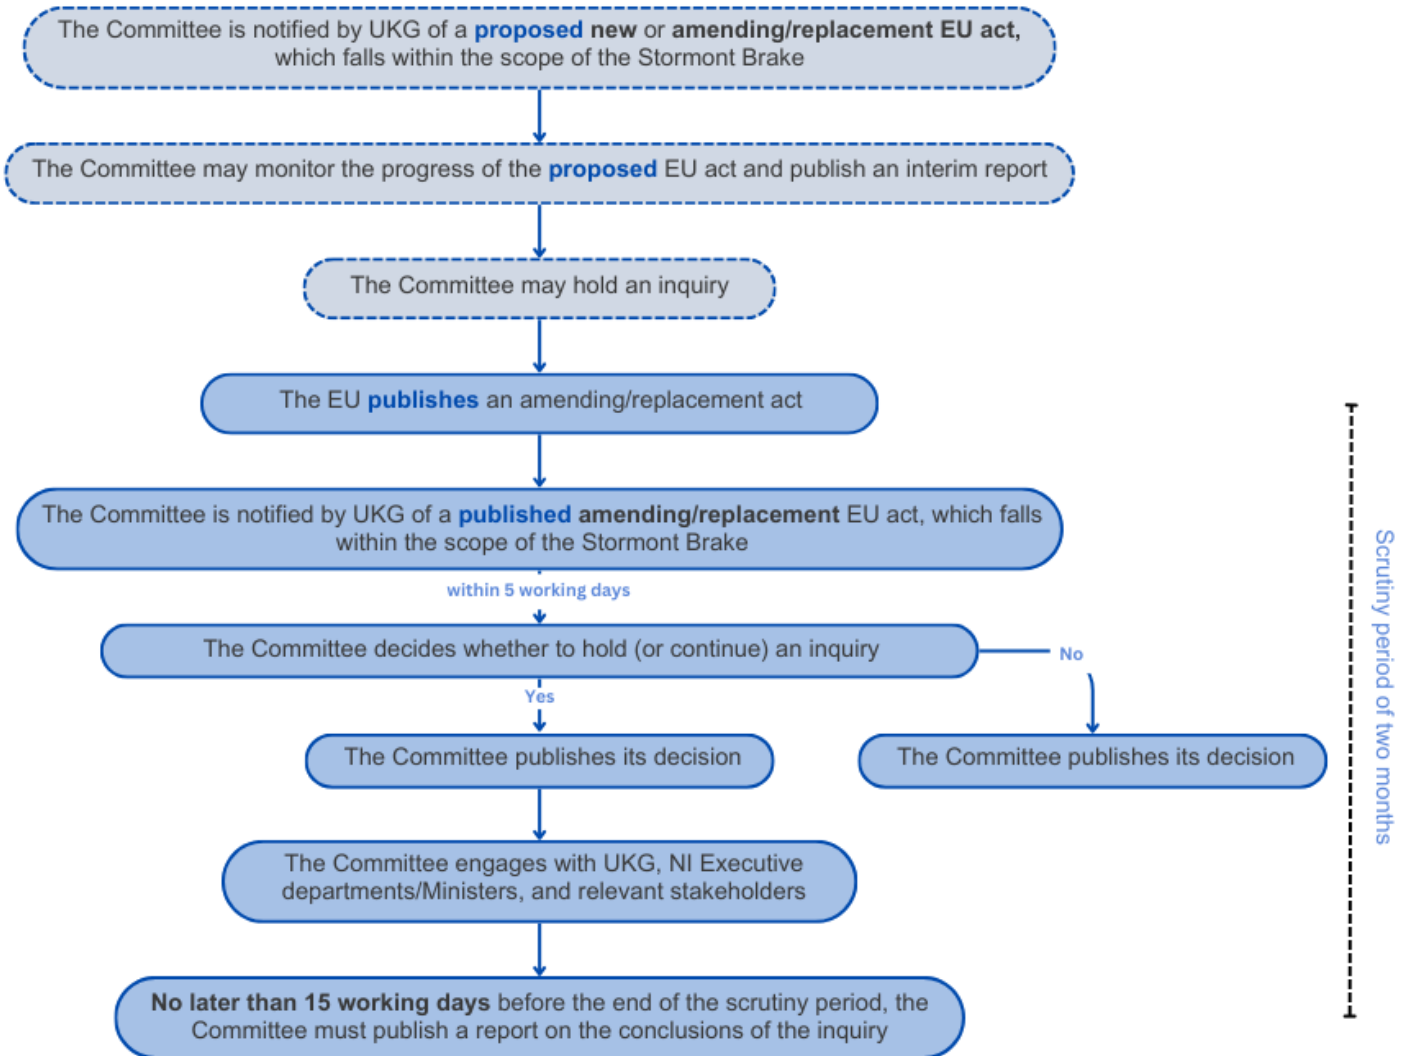 The Committee is notified by UKG of a proposed new or amending/replacement EU act,
which falls within the scope of the Stormont Brake
The Committee may monitor the progress of the proposed EU act and publish an interim report
The Committee may hold an inquiry
The EU publishes an amending/replacement act
The Committee is notified by UKG of a published amending/replacement EU act, which falls
within the scope of the Stormont Brake
within 5 working days
The Committee decides whether to hold (or continue) an inquiry
No
Yes
The Committee publishes its decision
The Committee publishes its decision
The Committee engages with UKG, NI Executive
departments/Ministers, and relevant stakeholders
No later than 15 working days before the end of the scrutiny period, the
Committee must publish a report on the conclusions of the inquiry
Scrutiny period of two months